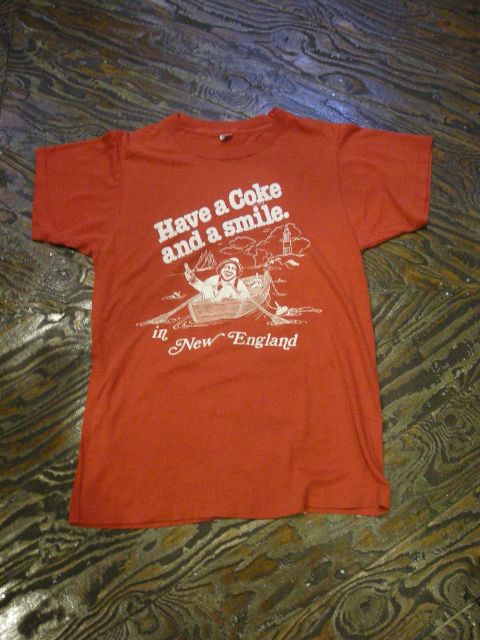 Have a Coke
and a smile.
in
New England